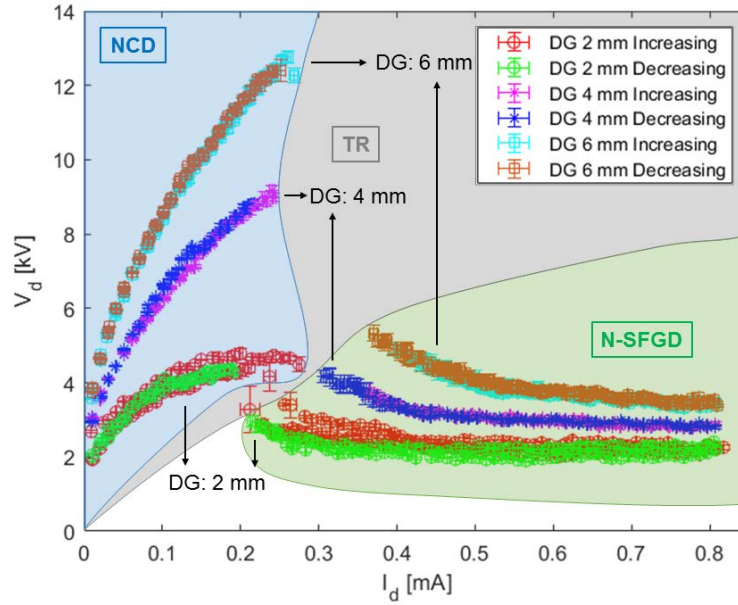 14
12
10
8
6
4
2
0
V_d [kV]
NCD
DG: 6 mm
TR
DG: 4 mm
N-SFGD
DG: 2 mm
DG 2 mm Increasing
DG 2 mm Decreasing
DG 4 mm Increasing
DG 4 mm Decreasing
DG 6 mm Increasing
DG 6 mm Decreasing
0 0.1 0.2 0.3 0.4 0.5 0.6 0.7 0.8
I_d [mA]